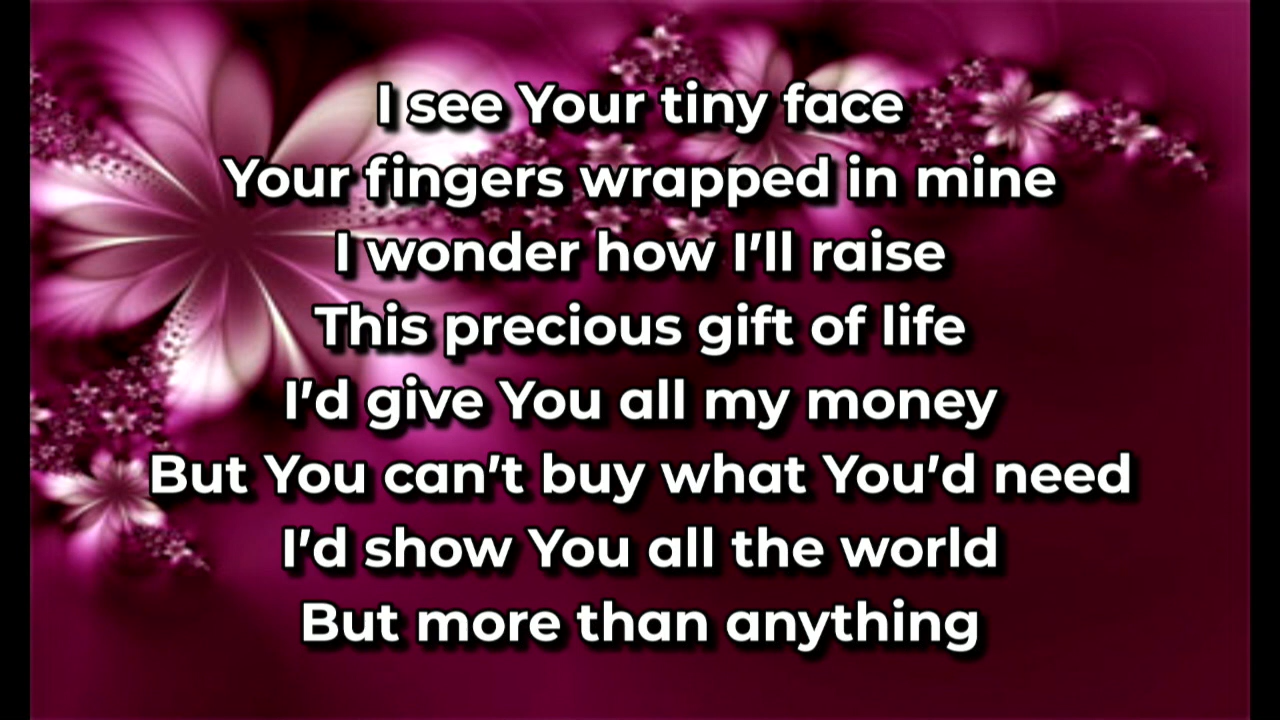 I see Your tiny face
Your fingers wrapped in mine
I wonder how I’ll raise
This precious gift of life
I’d give You all my money
But You can’t buy what You’d need
I’d show You all the world
But more than anything